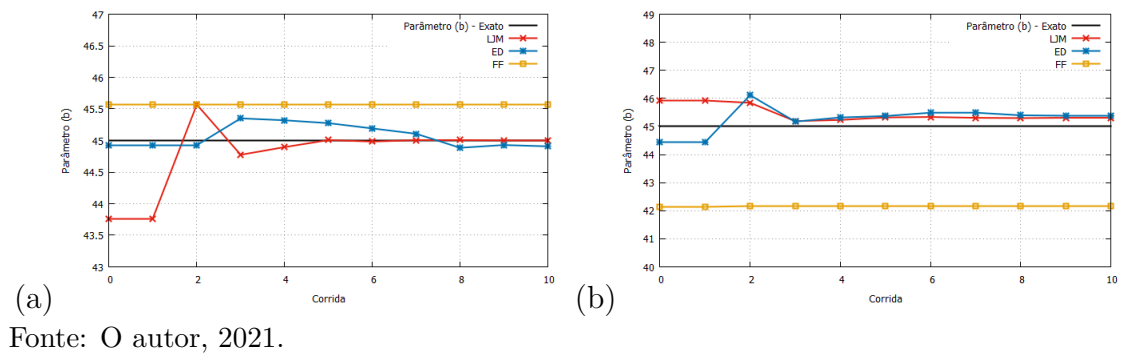 47
46.5
46
45.5
45
44.5
44
43.5
43
Parâmetro (b)
Parâmetro (b) - Exato
LJM
ED
FF
0 2 4 6 8 10
Corrida
(a)
49
48
47
46
45
44
43
42
41
40
Parâmetro (b)
Parâmetro (b) - Exato
LJM
ED
FF
0 2 4 6 8 10
Corrida
(b)
Fonte: O autor, 2021.